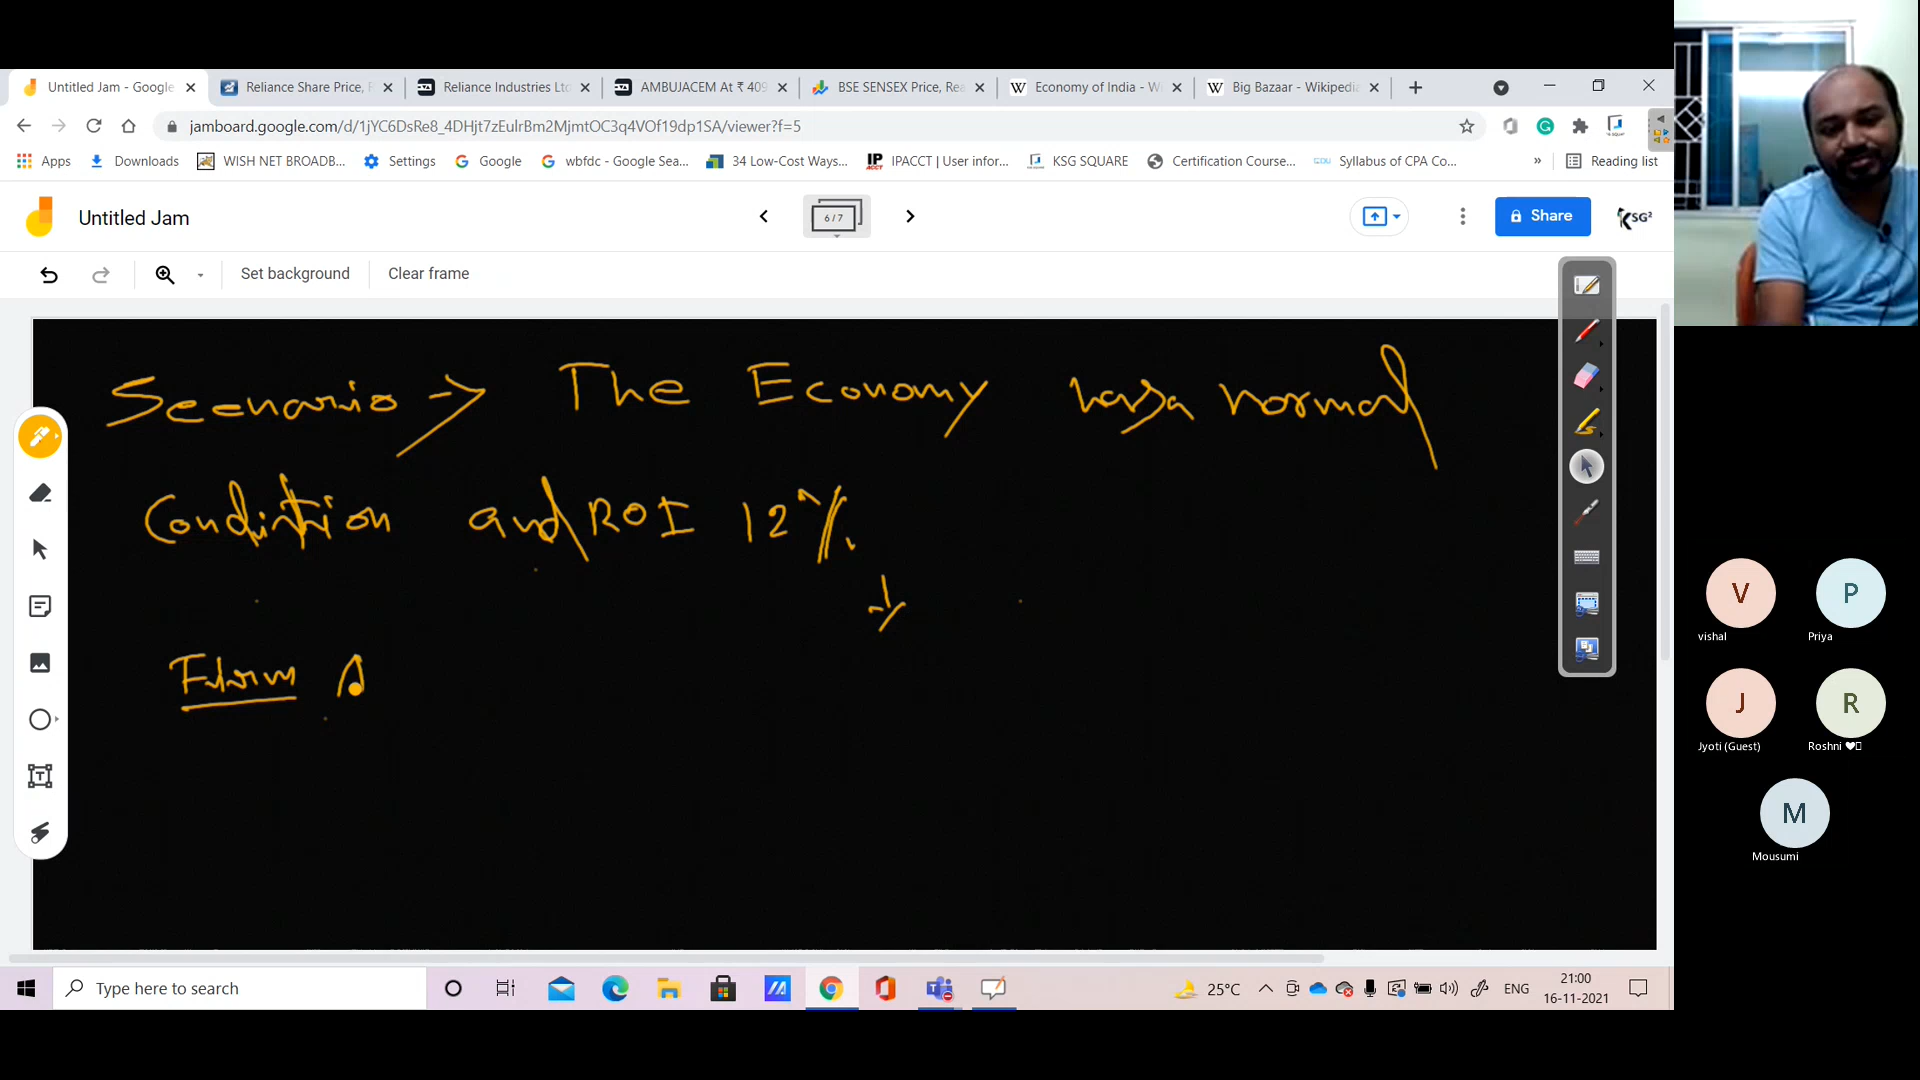 Untitled Jam - Google
Reliance Share Price, F
Reliance Industries Ltd
AMBUJACEM At ₹ 409
BSE SENSEX Price, Rea
Economy of India - Wi
Big Bazaar - Wikipedia
jamboard.google.com/d/1jYC6DsRe8_4DHjt7zEulrBm2MjmtOC3q4VOf19dp1SA/viewer?f=5
Apps
Downloads
WISH NET BROADB...
Settings
Google
wbfdc - Google Sea...
34 Low-Cost Ways...
IPACCT | User infor...
KSG SQUARE
Certification Course...
Syllabus of CPA Co...
»
Reading list
Untitled Jam
6 / 7
Share
KSG²
Set background
Clear frame
Scenario → The Economy has a normal
Condition and ROI 12%.
Firm A
vishal
V
Priya
P
Jyoti (Guest)
J
Roshni ❤
R
Mousumi
M
Type here to search
25°C
ENG
21:00
16-11-2021